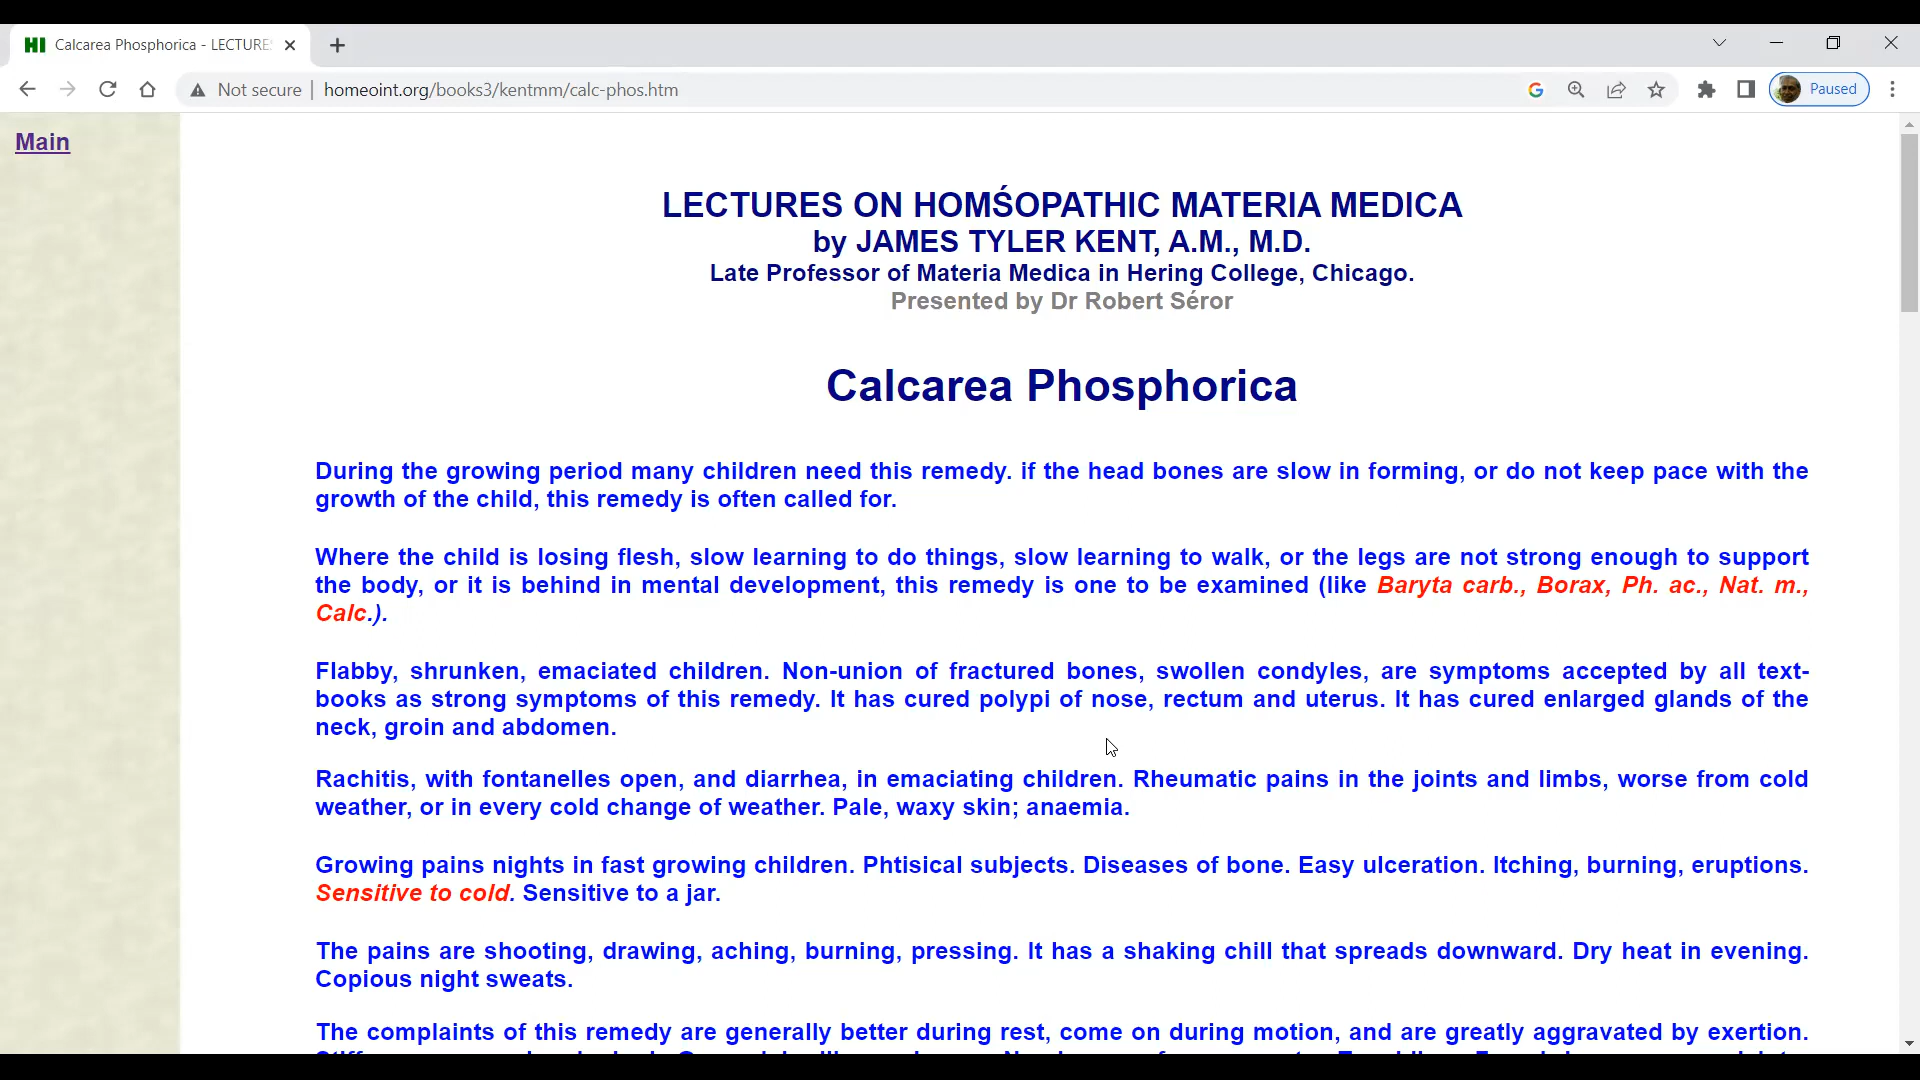 HI Calcarea Phosphorica - LECTURES
Not secure
homeoint.org/books3/kentmm/calc-phos.htm
Paused
Main
LECTURES ON HOMŚOPATHIC MATERIA MEDICA
by JAMES TYLER KENT, A.M., M.D.
Late Professor of Materia Medica in Hering College, Chicago.
Presented by Dr Robert Séror
Calcarea Phosphorica
During the growing period many children need this remedy. if the head bones are slow in forming, or do not keep pace with the
growth of the child, this remedy is often called for.
Where the child is losing flesh, slow learning to do things, slow learning to walk, or the legs are not strong enough to support
the body, or it is behind in mental development, this remedy is one to be examined (like Baryta carb., Borax, Ph. ac., Nat. m.,
Calc.).
Flabby, shrunken, emaciated children. Non-union of fractured bones, swollen condyles, are symptoms accepted by all text-
books as strong symptoms of this remedy. It has cured polypi of nose, rectum and uterus. It has cured enlarged glands of the
neck, groin and abdomen.
Rachitis, with fontanelles open, and diarrhea, in emaciating children. Rheumatic pains in the joints and limbs, worse from cold
weather, or in every cold change of weather. Pale, waxy skin; anaemia.
Growing pains nights in fast growing children. Phtisical subjects. Diseases of bone. Easy ulceration. Itching, burning, eruptions.
Sensitive to cold. Sensitive to a jar.
The pains are shooting, drawing, aching, burning, pressing. It has a shaking chill that spreads downward. Dry heat in evening.
Copious night sweats.
The complaints of this remedy are generally better during rest, come on during motion, and are greatly aggravated by exertion.